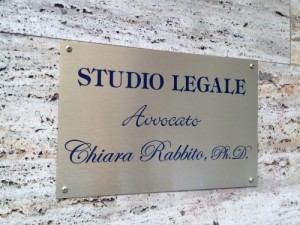 STUDIO LEGALE
Avvocato
Chiara Rabbito, Ph.D.